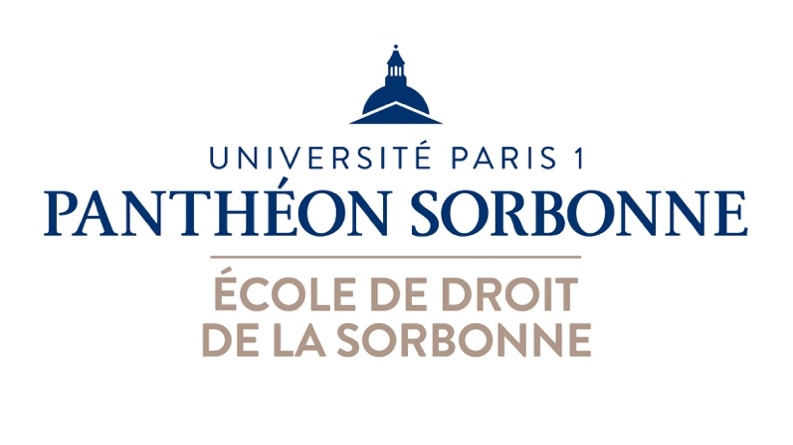 UNIVERSITÉ PARIS 1
PANTHÉON SORBONNE
ÉCOLE DE DROIT
DE LA SORBONNE